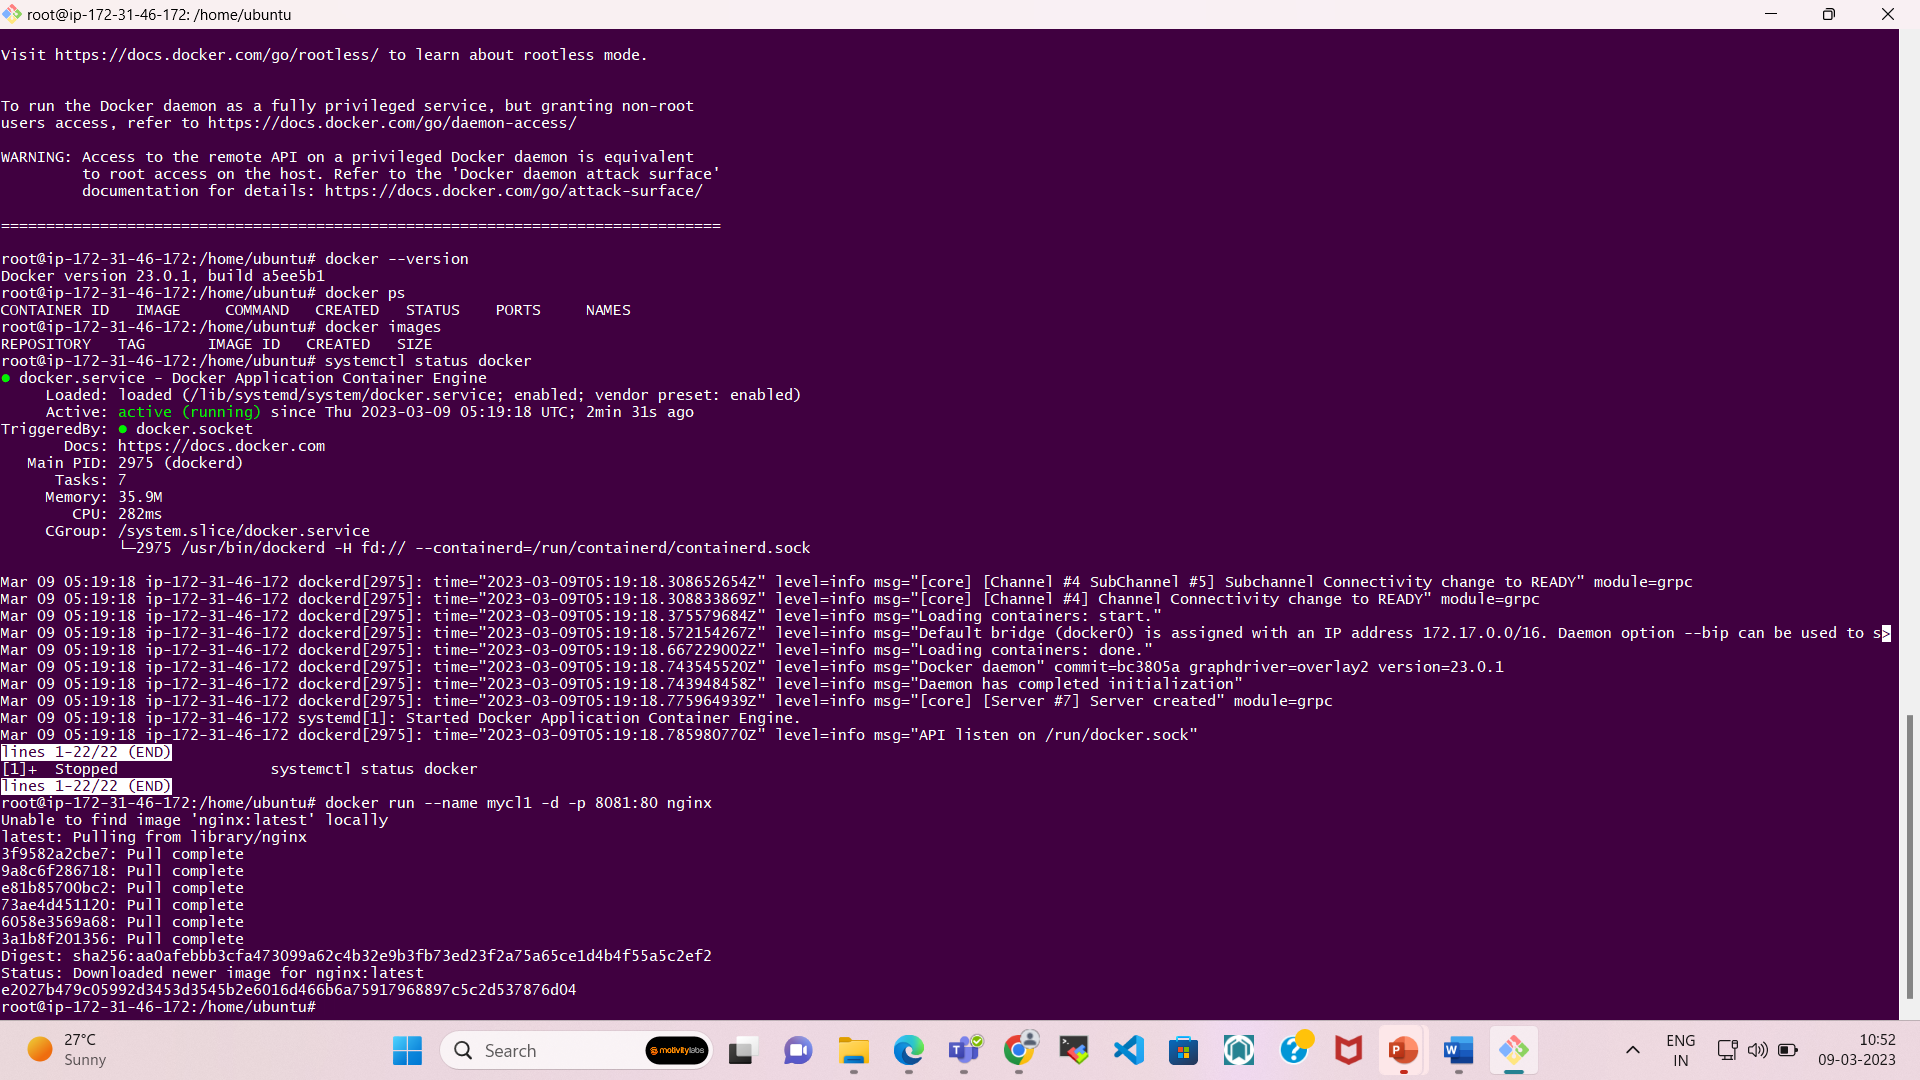 root@ip-172-31-46-172: /home/ubuntu
Visit https://docs.docker.com/go/rootless/ to learn about rootless mode.
To run the Docker daemon as a fully privileged service, but granting non-root
users access, refer to https://docs.docker.com/go/daemon-access/
WARNING: Access to the remote API on a privileged Docker daemon is equivalent
to root access on the host. Refer to the 'Docker daemon attack surface'
documentation for details: https://docs.docker.com/go/attack-surface/
================================================================================
root@ip-172-31-46-172:/home/ubuntu# docker --version
Docker version 23.0.1, build a5ee5b1
root@ip-172-31-46-172:/home/ubuntu# docker ps
CONTAINER ID   IMAGE     COMMAND   CREATED   STATUS    PORTS     NAMES
root@ip-172-31-46-172:/home/ubuntu# docker images
REPOSITORY   TAG       IMAGE ID   CREATED   SIZE
root@ip-172-31-46-172:/home/ubuntu# systemctl status docker
● docker.service - Docker Application Container Engine
Loaded: loaded (/lib/systemd/system/docker.service; enabled; vendor preset: enabled)
Active: active (running) since Thu 2023-03-09 05:19:18 UTC; 2min 31s ago
TriggeredBy: ● docker.socket
Docs: https://docs.docker.com
Main PID: 2975 (dockerd)
Tasks: 7
Memory: 35.9M
CPU: 282ms
CGroup: /system.slice/docker.service
└─2975 /usr/bin/dockerd -H fd:// --containerd=/run/containerd/containerd.sock
Mar 09 05:19:18 ip-172-31-46-172 dockerd[2975]: time="2023-03-09T05:19:18.308652654Z" level=info msg="[core] [Channel #4 SubChannel #5] Subchannel Connectivity change to READY" module=grpc
Mar 09 05:19:18 ip-172-31-46-172 dockerd[2975]: time="2023-03-09T05:19:18.308833869Z" level=info msg="[core] [Channel #4] Channel Connectivity change to READY" module=grpc
Mar 09 05:19:18 ip-172-31-46-172 dockerd[2975]: time="2023-03-09T05:19:18.375579684Z" level=info msg="Loading containers: start."
Mar 09 05:19:18 ip-172-31-46-172 dockerd[2975]: time="2023-03-09T05:19:18.572154267Z" level=info msg="Default bridge (docker0) is assigned with an IP address 172.17.0.0/16. Daemon option --bip can be used to s>
Mar 09 05:19:18 ip-172-31-46-172 dockerd[2975]: time="2023-03-09T05:19:18.667229002Z" level=info msg="Loading containers: done."
Mar 09 05:19:18 ip-172-31-46-172 dockerd[2975]: time="2023-03-09T05:19:18.743545520Z" level=info msg="Docker daemon" commit=bc3805a graphdriver=overlay2 version=23.0.1
Mar 09 05:19:18 ip-172-31-46-172 dockerd[2975]: time="2023-03-09T05:19:18.743948458Z" level=info msg="Daemon has completed initialization"
Mar 09 05:19:18 ip-172-31-46-172 dockerd[2975]: time="2023-03-09T05:19:18.775964939Z" level=info msg="[core] [Server #7] Server created" module=grpc
Mar 09 05:19:18 ip-172-31-46-172 systemd[1]: Started Docker Application Container Engine.
Mar 09 05:19:18 ip-172-31-46-172 dockerd[2975]: time="2023-03-09T05:19:18.785980770Z" level=info msg="API listen on /run/docker.sock"
lines 1-22/22 (END)
[1]+  Stopped                 systemctl status docker
lines 1-22/22 (END)
root@ip-172-31-46-172:/home/ubuntu# docker run --name mycl1 -d -p 8081:80 nginx
Unable to find image 'nginx:latest' locally
latest: Pulling from library/nginx
3f9582a2cbe7: Pull complete
9a8c6f286718: Pull complete
e81b85700bc2: Pull complete
73ae4d451120: Pull complete
6058e3569a68: Pull complete
3a1b8f201356: Pull complete
Digest: sha256:aa0afebbb3cfa473099a62c4b32e9b3fb73ed23f2a75a65ce1d4b4f55a5c2ef2
Status: Downloaded newer image for nginx:latest
e2027b479c05992d3453d3545b2e6016d466b6a75917968897c5c2d537876d04
root@ip-172-31-46-172:/home/ubuntu#
27°C
Sunny
Search
motivitylabs
ENG
IN
10:52
09-03-2023